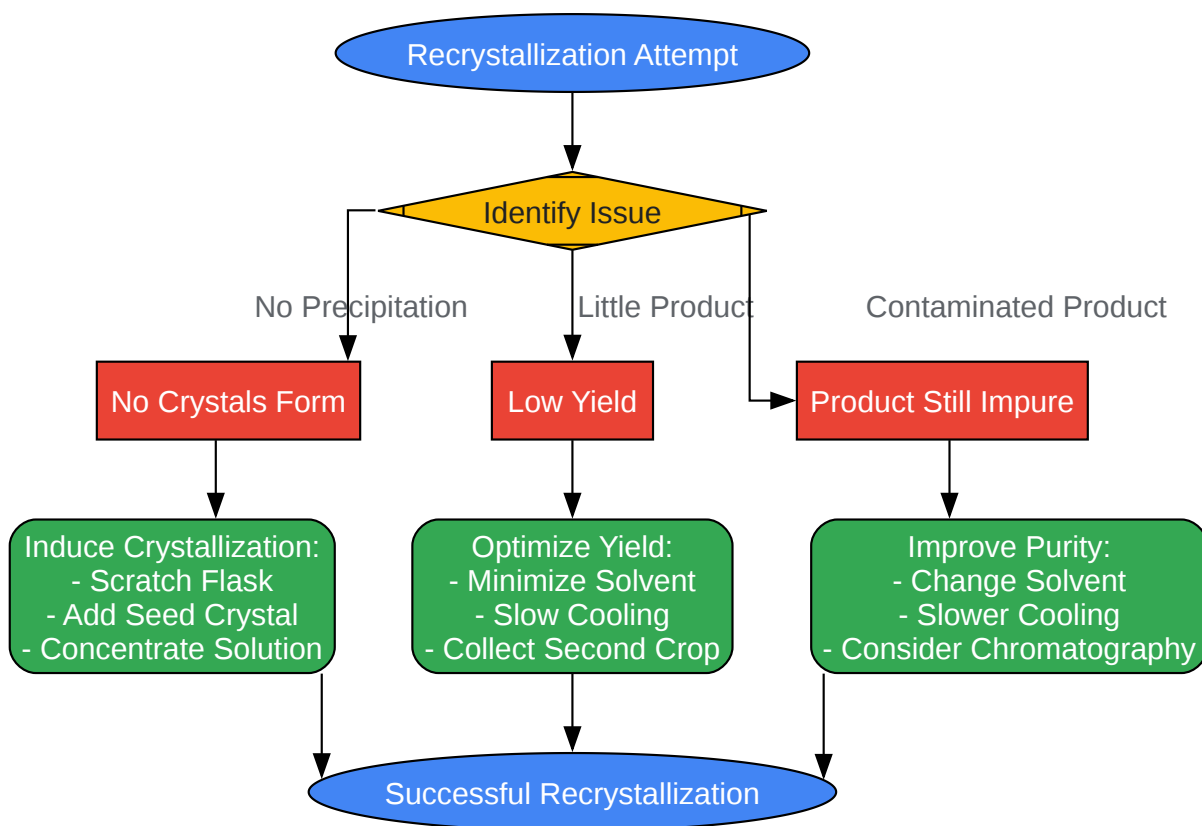 Recrystallization Attempt
Identify Issue
No Precipitation
Little Product
Contaminated Product
No Crystals Form
Low Yield
Product Still Impure
Induce Crystallization:
- Scratch Flask
- Add Seed Crystal
- Concentrate Solution
Optimize Yield:
- Minimize Solvent
- Slow Cooling
- Collect Second Crop
Improve Purity:
- Change Solvent
- Slower Cooling
- Consider Chromatography
Successful Recrystallization